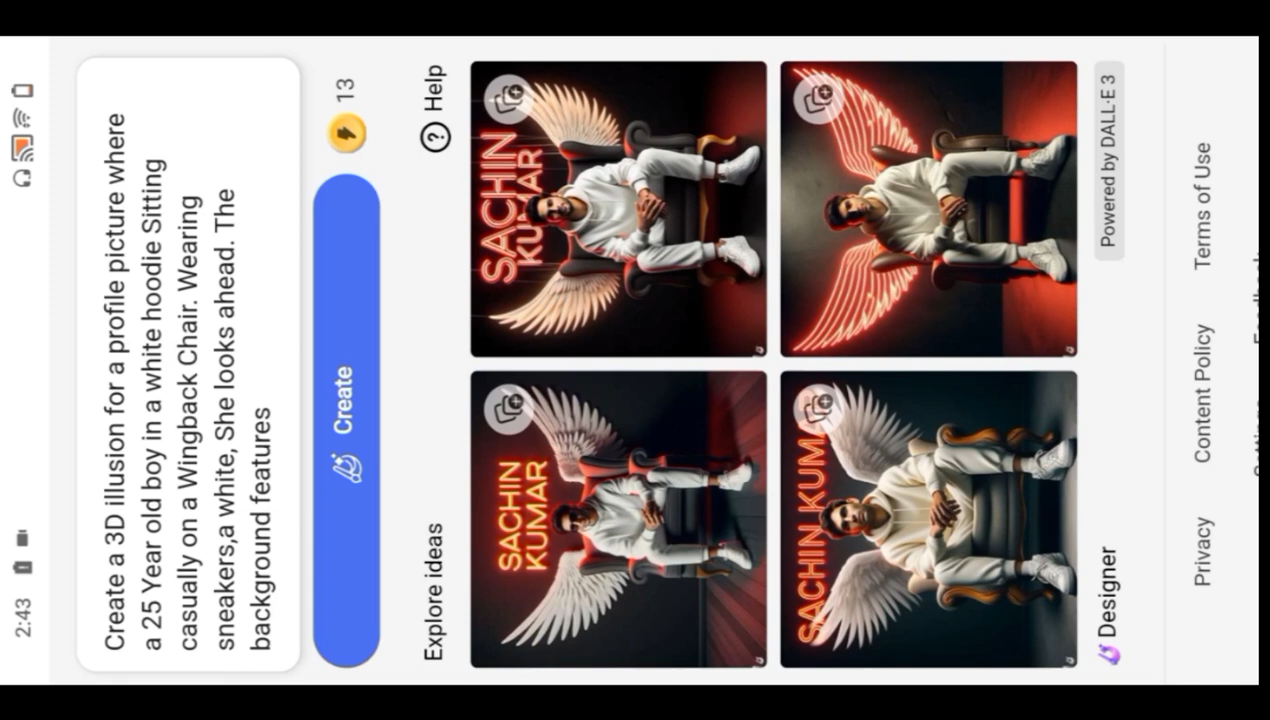 2:43
Create a 3D illusion for a profile picture where
a 25 Year old boy in a white hoodie Sitting
casually on a Wingback Chair. Wearing
sneakers,a white, She looks ahead. The
background features
Create
13
Explore ideas
Help
SACHIN
KUMAR
SACHIN
KUMAR
SACHIN KUMA
Designer
Powered by DALL·E 3
Privacy
Content Policy
Terms of Use